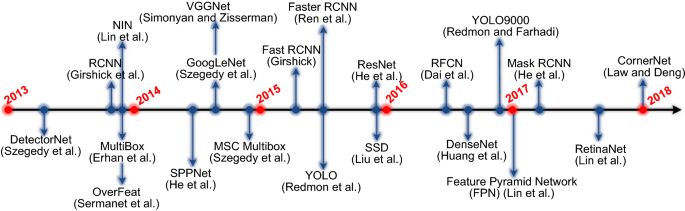 NIN
(Lin et al.)
VGGNet
(Simonyan and Zisserman)
Faster RCNN
(Ren et al.)
YOLO9000
(Redmon and Farhadi)
RCNN
(Girshick et al.)
GoogLeNet
(Szegedy et al.)
Fast RCNN
(Girshick)
ResNet
(He et al.)
RFCN
(Dai et al.)
Mask RCNN
(He et al.)
CornerNet
(Law and Deng)
2013
2014
2015
2016
2017
2018
DetectorNet
(Szegedy et al.)
MultiBox
(Erhan et al.)
OverFeat
(Sermanet et al.)
SPPNet
(He et al.)
MSC Multibox
(Szegedy et al.)
YOLO
(Redmon et al.)
SSD
(Liu et al.)
DenseNet
(Huang et al.)
Feature Pyramid Network
(FPN) (Lin et al.)
RetinaNet
(Lin et al.)